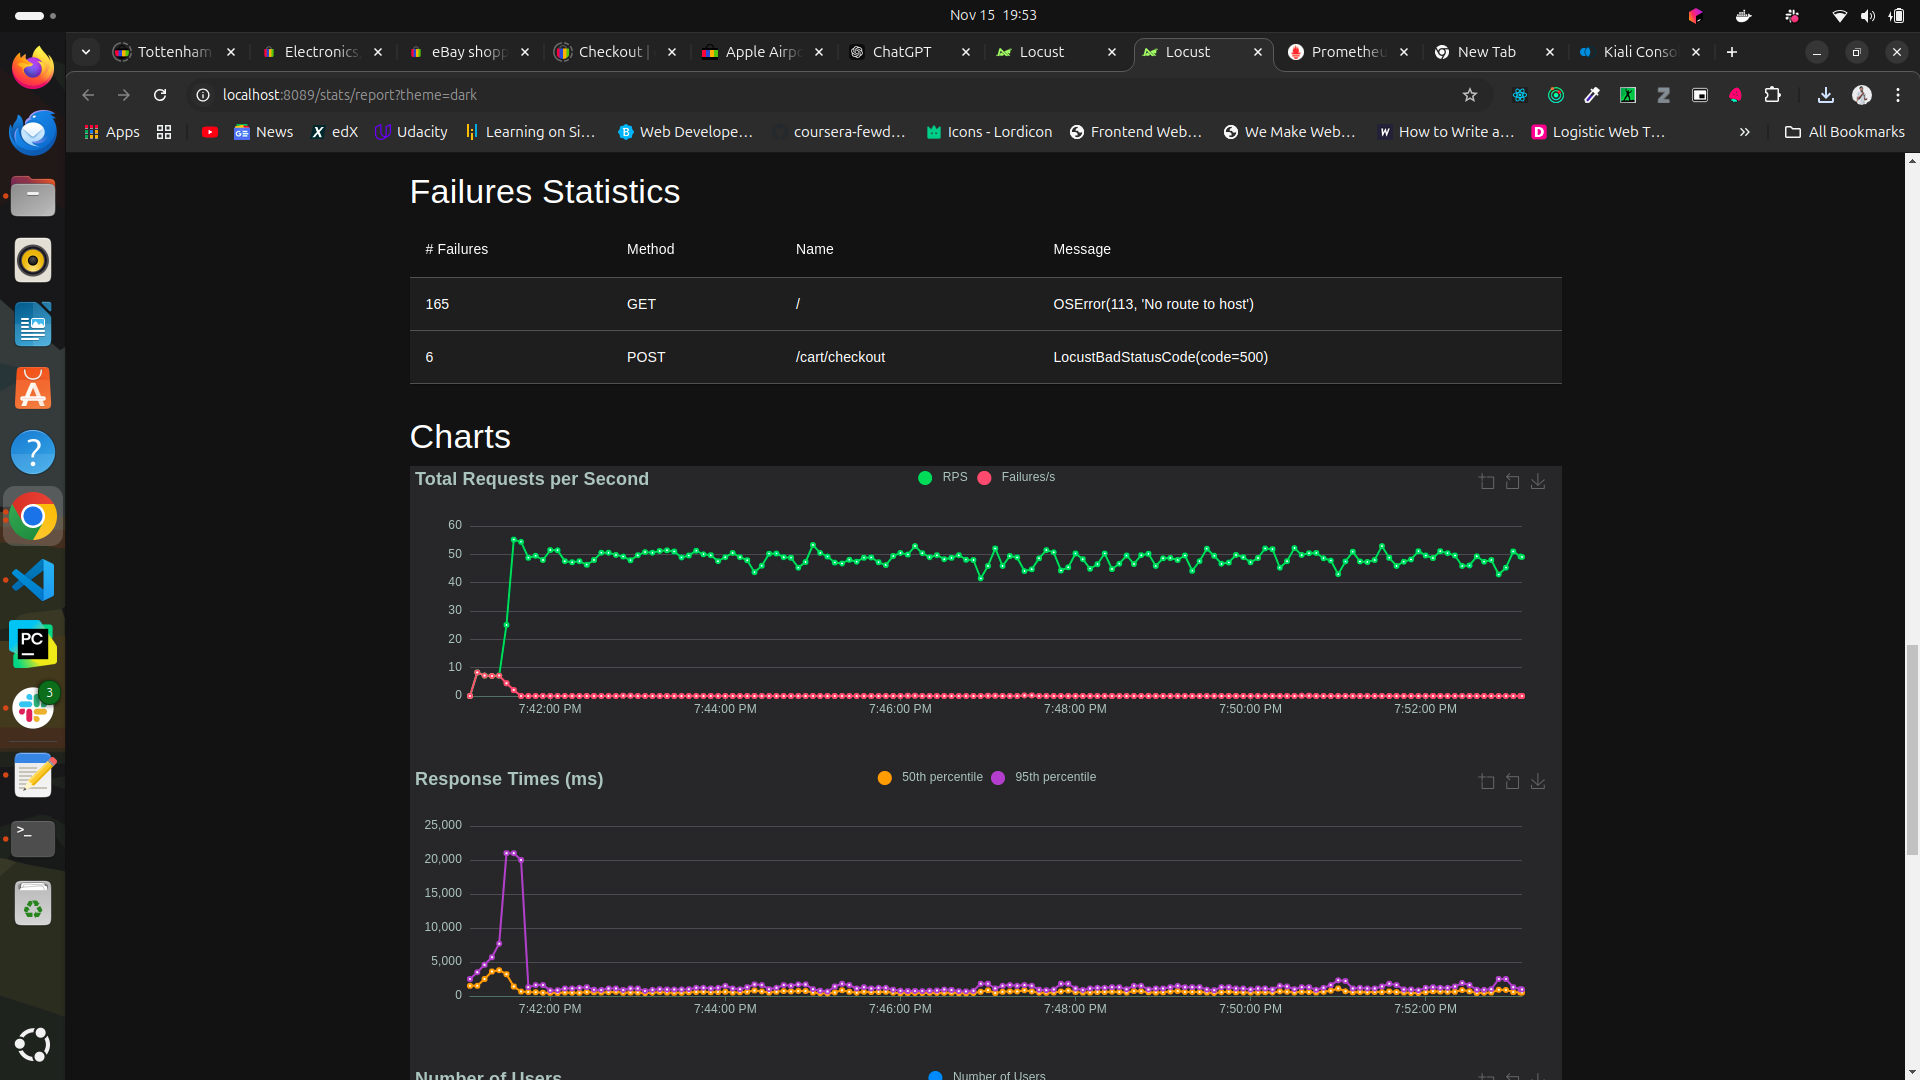 Nov 15 19:53
Tottenham Electronics, eBay shopp Checkout | Apple Airpo ChatGPT Locust Locust Prometheu New Tab Kiali Conso
localhost:8089/stats/report?theme=dark
Apps News edX Udacity Learning on Si... Web Develope... coursera-fewd... Icons - Lordicon Frontend Web... We Make Web... How to Write a... Logistic Web T... » All Bookmarks
Failures Statistics
# Failures Method Name Message
165 GET / OSError(113, 'No route to host')
6 POST /cart/checkout LocustBadStatusCode(code=500)
Charts
Total Requests per Second
RPS Failures/s
60
50
40
30
20
10
0
7:42:00 PM 7:44:00 PM 7:46:00 PM 7:48:00 PM 7:50:00 PM 7:52:00 PM
Response Times (ms)
50th percentile 95th percentile
25,000
20,000
15,000
10,000
5,000
0
7:42:00 PM 7:44:00 PM 7:46:00 PM 7:48:00 PM 7:50:00 PM 7:52:00 PM
Number of Users
Number of Users
PC
3